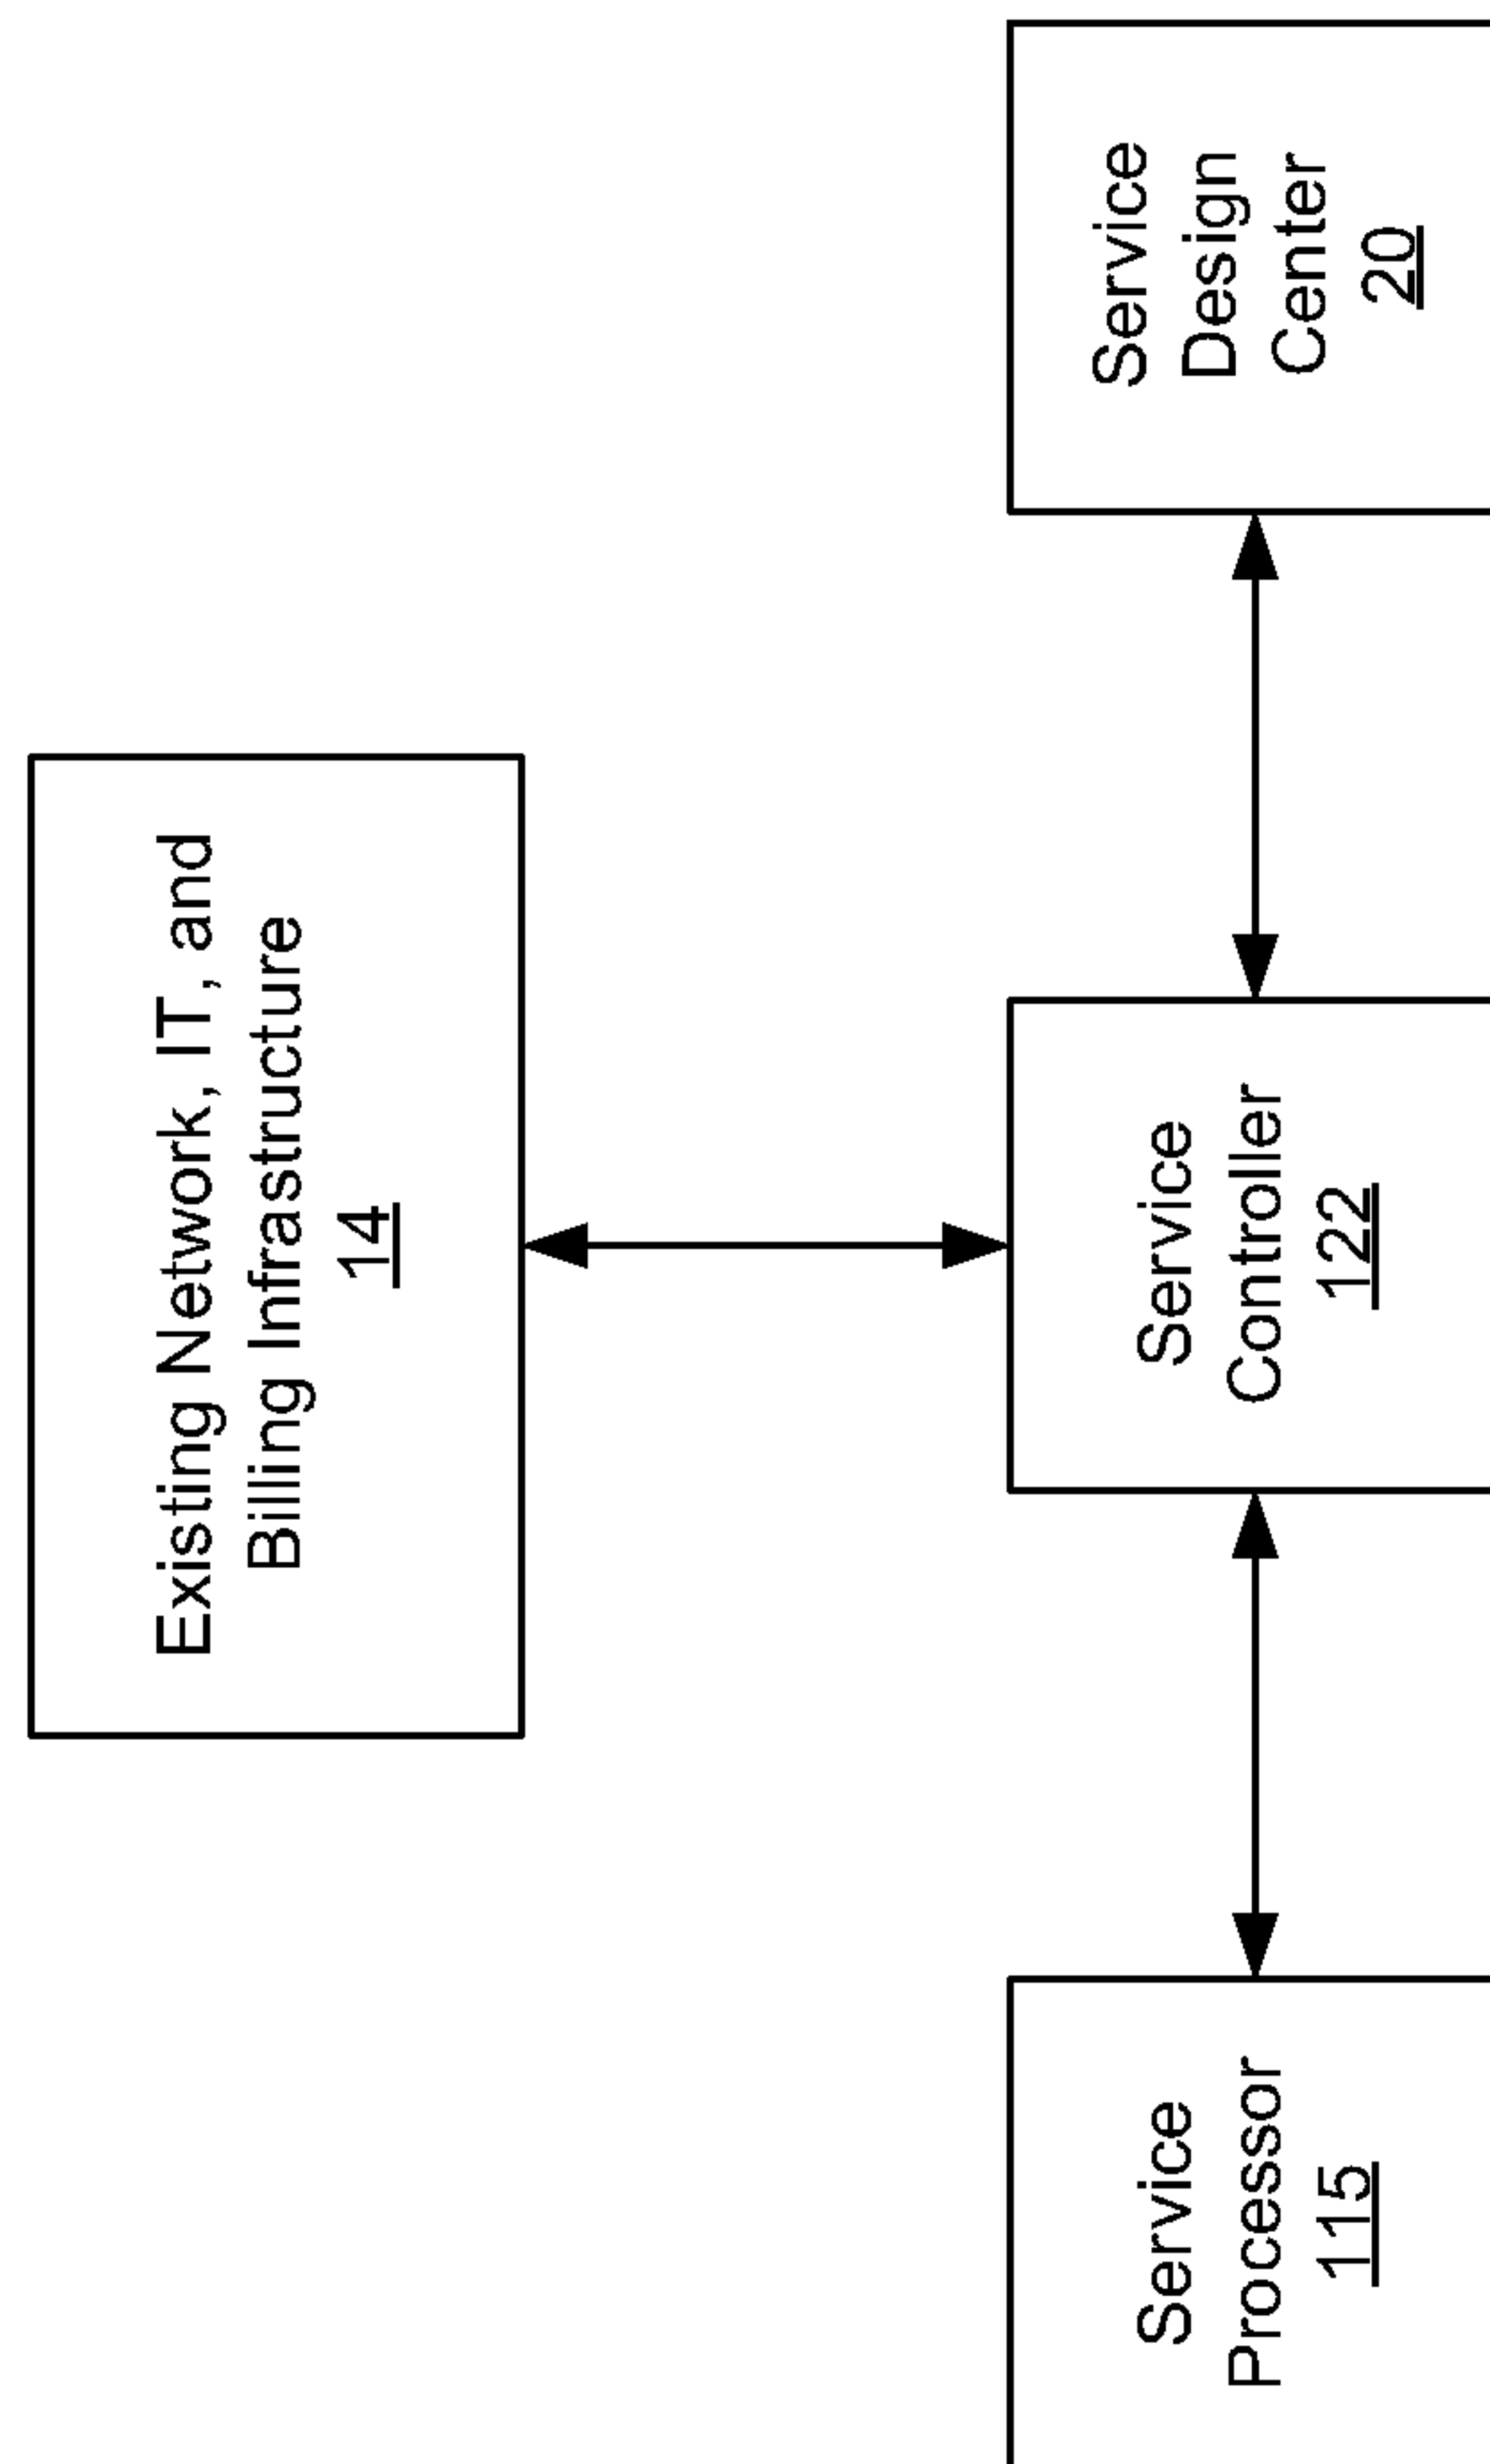 Existing Network, IT, and
Billing Infrastructure
14
Service
Processor
115
Service
Controller
122
Service
Design
Center
20